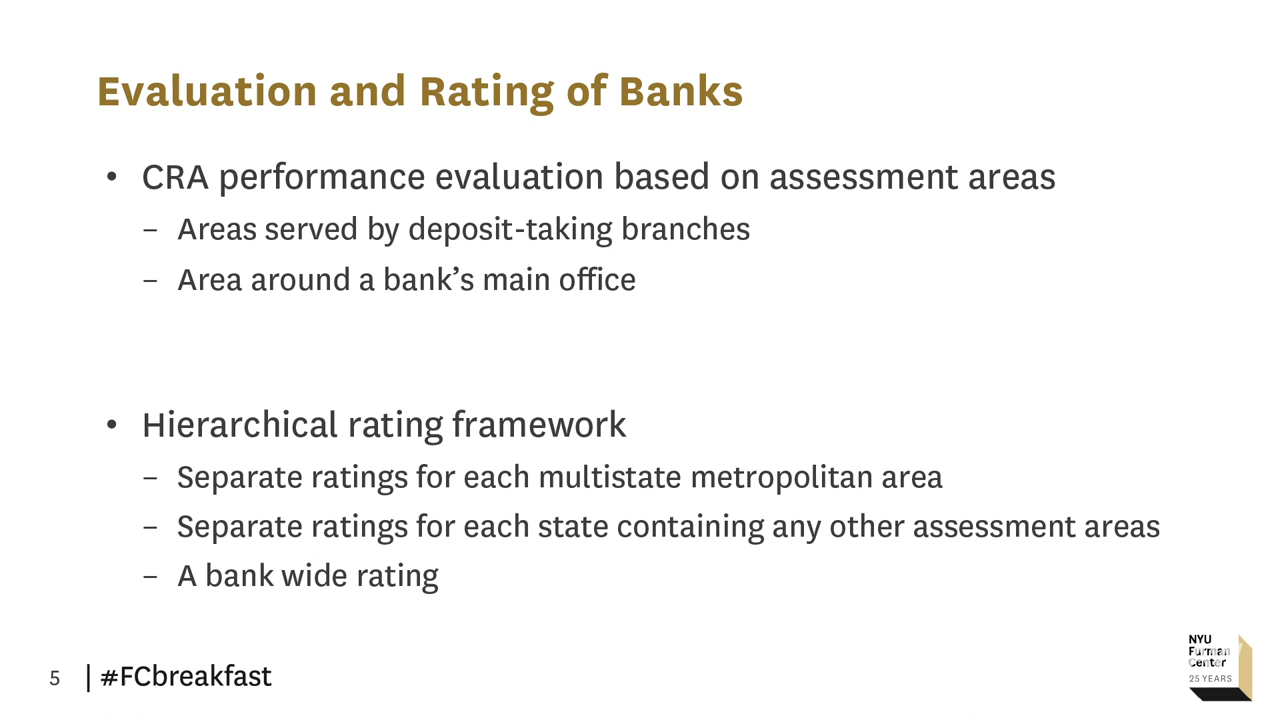 Evaluation and Rating of Banks
• CRA performance evaluation based on assessment areas
– Areas served by deposit-taking branches
– Area around a bank’s main office
• Hierarchical rating framework
– Separate ratings for each multistate metropolitan area
– Separate ratings for each state containing any other assessment areas
– A bank wide rating
5 | #FCbreakfast
NYU
Furman
Center
25 YEARS